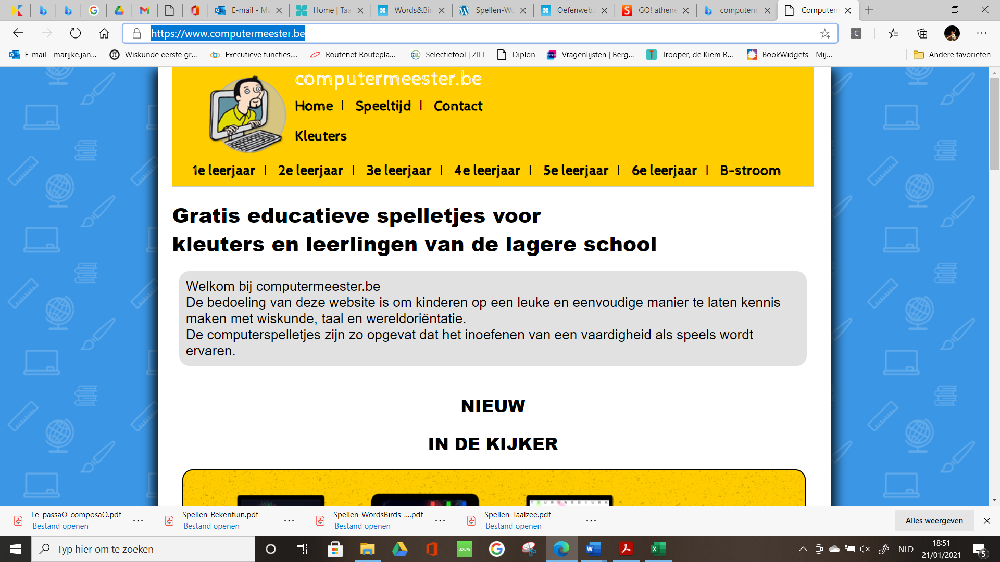 E-mail - Ma
Home | Taa
Words&Bir
Spellen-Wo
Oefenweb.n
GO! athene
computerm
Computerm
https://www.computermeester.be
E-mail - marijke.jan...
Wiskunde eerste gr...
Executieve functies,...
Routenet Routepla...
Selectietool | ZILL
Diplon
Vragenlijsten | Berg...
Trooper, de Kiem R...
BookWidgets - Mij...
Andere favorieten
computermeester.be
Home | Speeltijd | Contact
Kleuters
1e leerjaar | 2e leerjaar | 3e leerjaar | 4e leerjaar | 5e leerjaar | 6e leerjaar | B-stroom
Gratis educatieve spelletjes voor
kleuters en leerlingen van de lagere school
Welkom bij computermeester.be
De bedoeling van deze website is om kinderen op een leuke en eenvoudige manier te laten kennis
maken met wiskunde, taal en wereldoriëntatie.
De computerspelletjes zijn zo opgevat dat het inoefenen van een vaardigheid als speels wordt
ervaren.
NIEUW
IN DE KIJKER
Le_passaO_composaO.pdf
Bestand openen
Spellen-Rekentuin.pdf
Bestand openen
Spellen-WordsBirds-....pdf
Bestand openen
Spellen-Taalzee.pdf
Bestand openen
Alles weergeven
Typ hier om te zoeken
LOXONE
NLD
18:51
21/01/2021
5